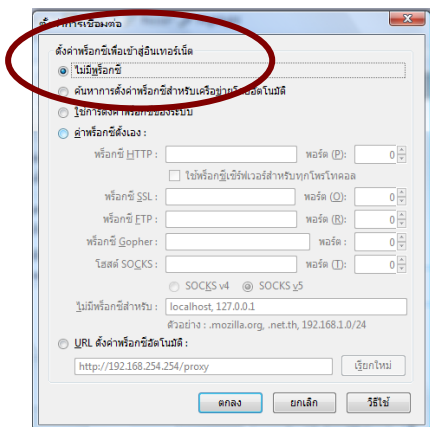 ตั้งค่าการเชื่อมต่อ
ตั้งค่าพร็อกซีเพื่อเข้าสู่อินเทอร์เน็ต
ไม่มีพร็อกซี
ค้นหาการตั้งค่าพร็อกซีสำหรับเครือข่ายโดยอัตโนมัติ
ใช้การตั้งค่าพร็อกซีของระบบ
ค่าพร็อกซีตั้งเอง :
พร็อกซี HTTP : พอร์ต (P): 0
ใช้พร็อกซีเซิร์ฟเวอร์สำหรับทุกโพรโทคอล
พร็อกซี SSL : พอร์ต (O): 0
พร็อกซี FTP : พอร์ต (R): 0
พร็อกซี Gopher : พอร์ต : 0
โฮสต์ SOCKS : พอร์ต (T): 0
SOCKS v4 SOCKS v5
ไม่มีพร็อกซีสำหรับ : localhost, 127.0.0.1
ตัวอย่าง : .mozilla.org, .net.th, 192.168.1.0/24
URL ตั้งค่าพร็อกซีอัตโนมัติ :
http://192.168.254.254/proxy เรียกใหม่
ตกลง ยกเลิก วิธีใช้